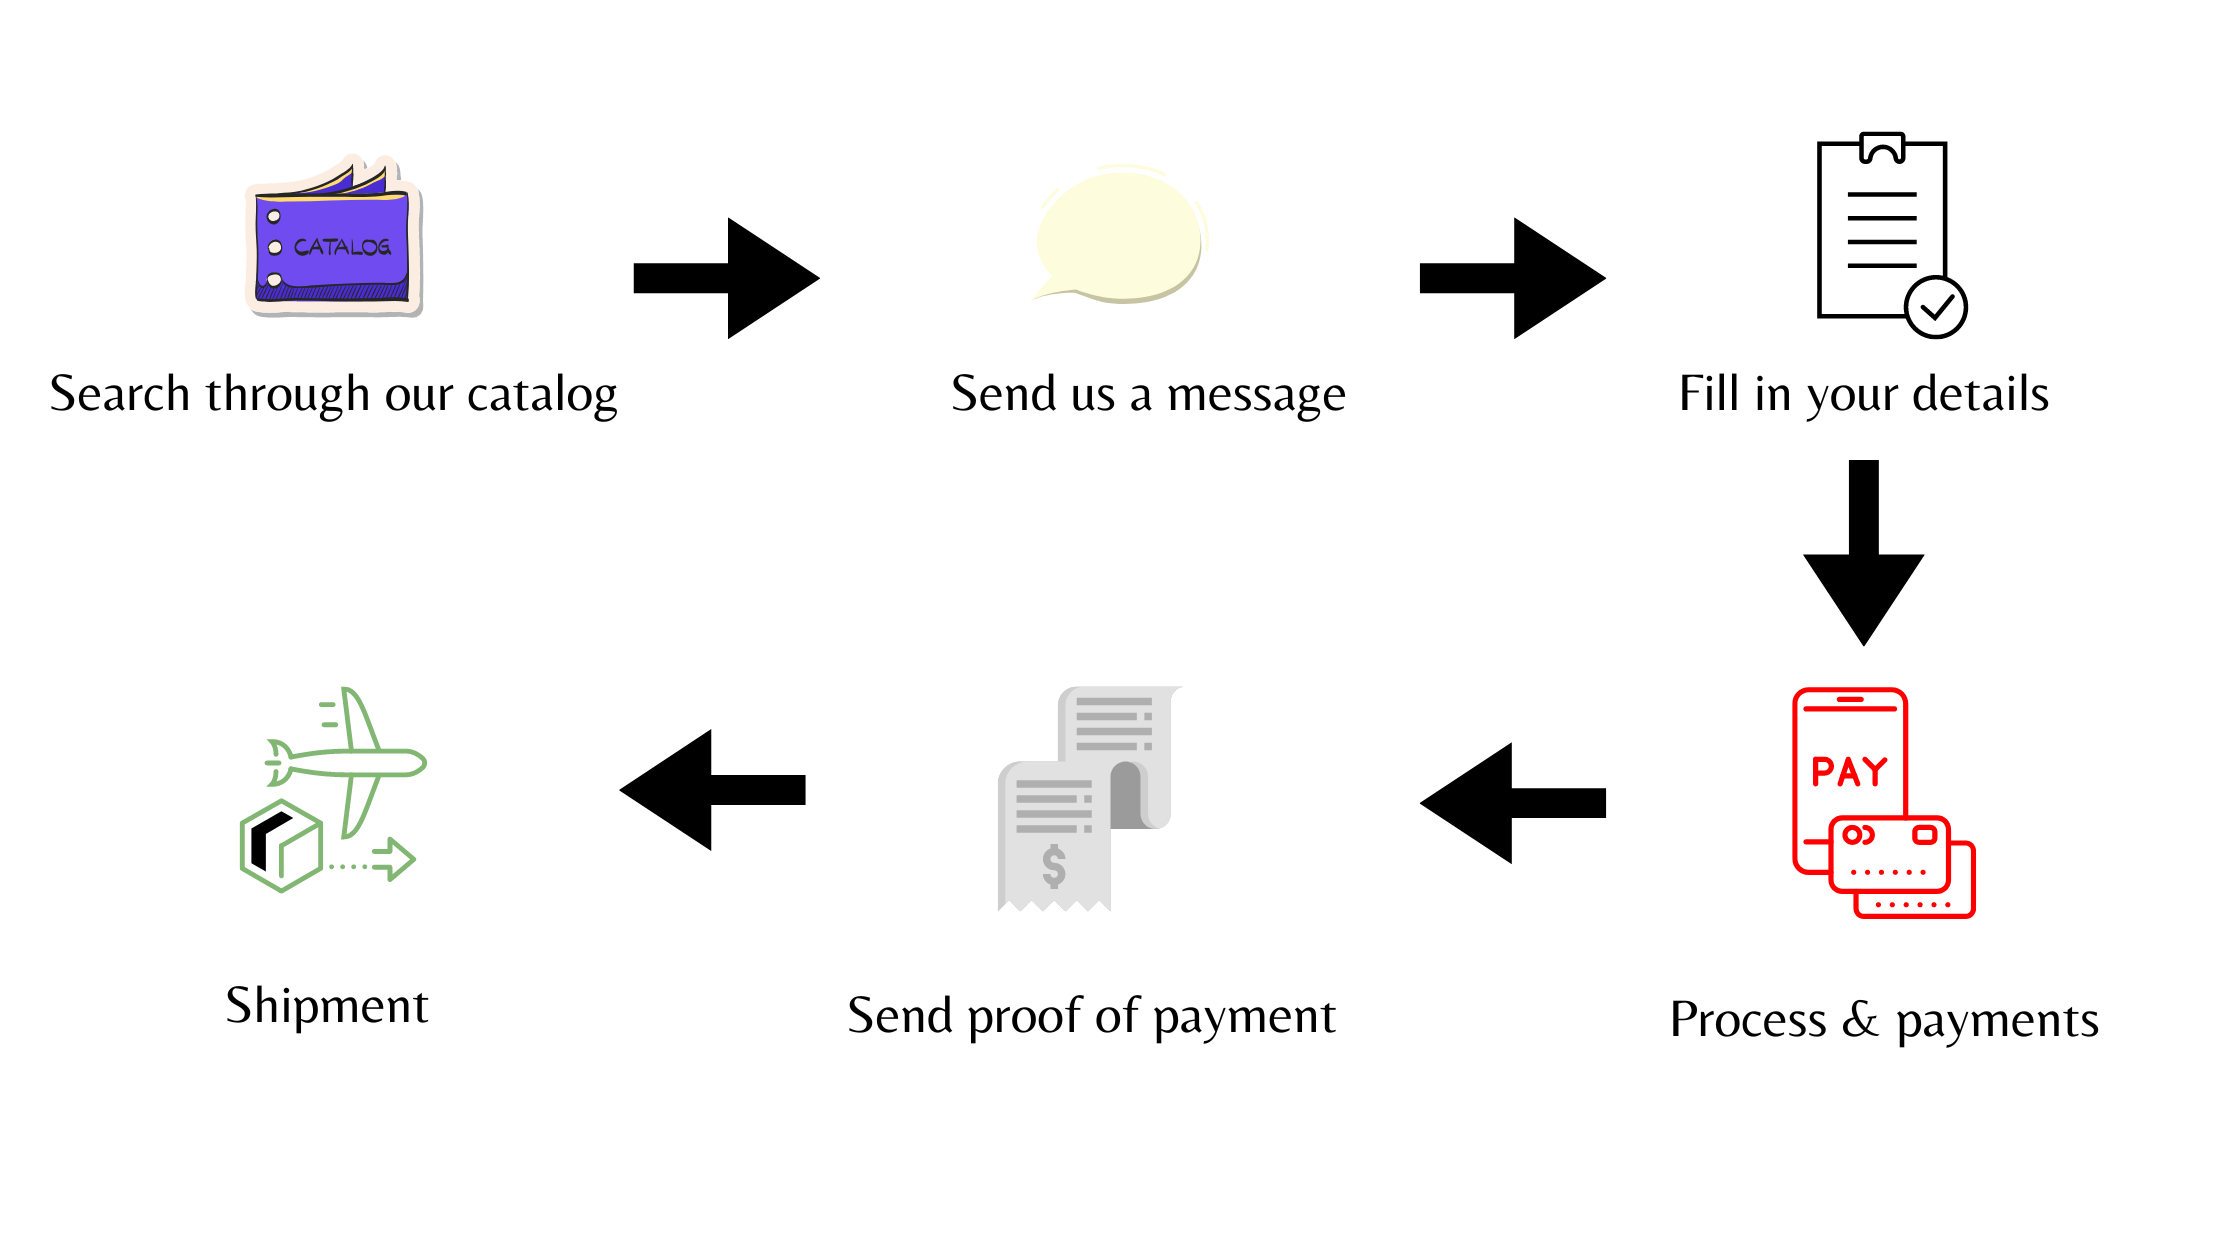 CATALOG
Search through our catalog
Send us a message
Fill in your details
PAY
Process & payments
$
Send proof of payment
Shipment